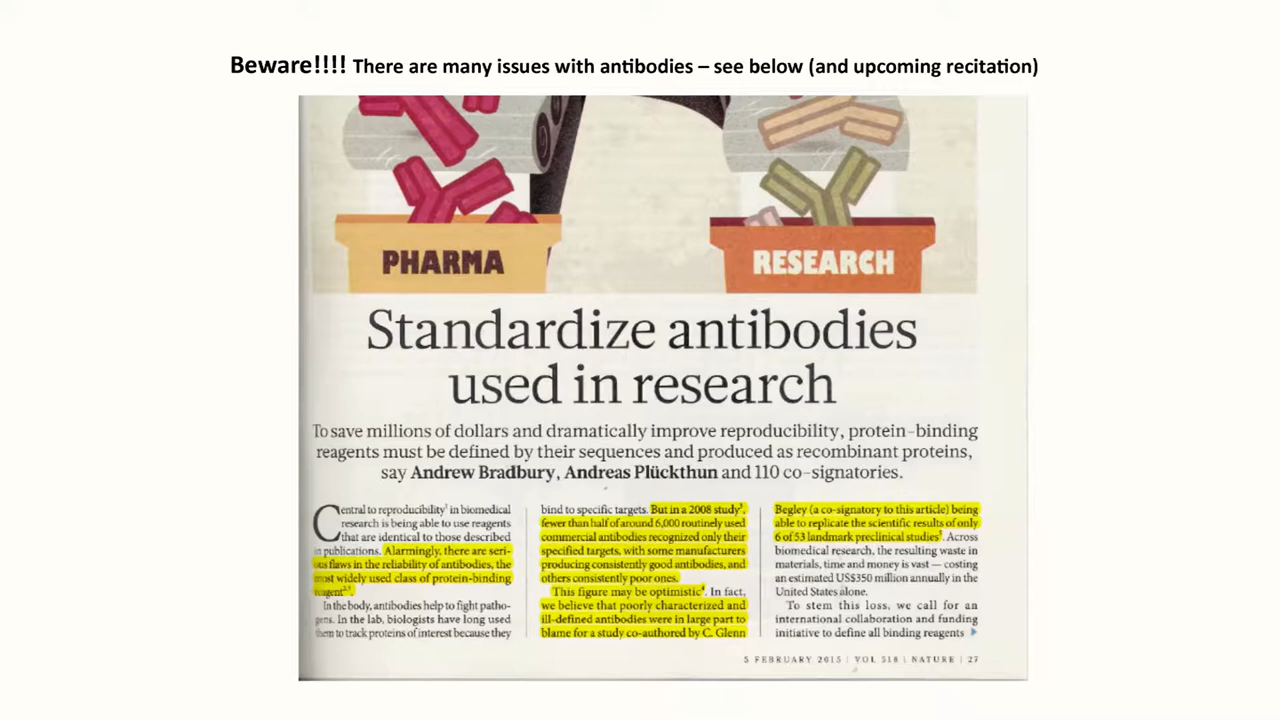 Beware!!!! There are many issues with antibodies – see below (and upcoming recitation)
PHARMA
RESEARCH
Standardize antibodies
used in research
To save millions of dollars and dramatically improve reproducibility, protein-binding
reagents must be defined by their sequences and produced as recombinant proteins,
say Andrew Bradbury, Andreas Plückthun and 110 co-signatories.
Central to reproducibility¹ in biomedical
research is being able to use reagents
that are identical to those described
in publications. Alarmingly, there are seri-
ous flaws in the reliability of antibodies, the
most widely used class of protein-binding
reagent
In the body, antibodies help to fight patho-
gens. In the lab, biologists have long used
them to track proteins of interest because they
bind to specific targets. But in a 2008 study³,
fewer than half of around 6,000 routinely used
commercial antibodies recognized only their
specified targets, with some manufacturers
producing consistently good antibodies, and
others consistently poor ones.
This figure may be optimistic⁴. In fact,
we believe that poorly characterized and
ill-defined antibodies were in large part to
blame for a study co-authored by C. Glenn
Begley (a co-signatory to this article) being
able to replicate the scientific results of only
6 of 53 landmark preclinical studies⁵. Across
biomedical research, the resulting waste in
materials, time and money is vast — costing
an estimated US$350 million annually in the
United States alone.
To stem this loss, we call for an
international collaboration and funding
initiative to define all binding reagents
5 FEBRUARY 2015 | VOL 518 | NATURE | 27